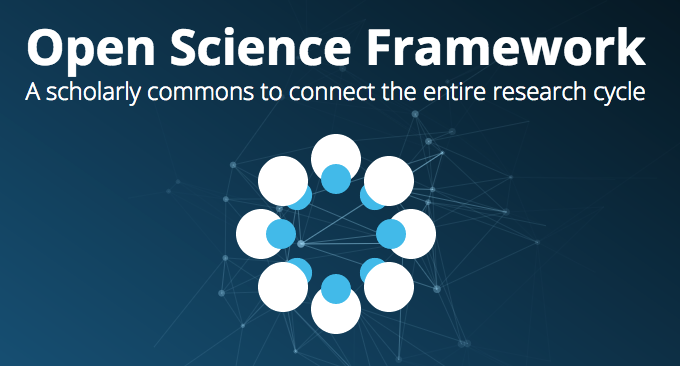 Open Science Framework
A scholarly commons to connect the entire research cycle